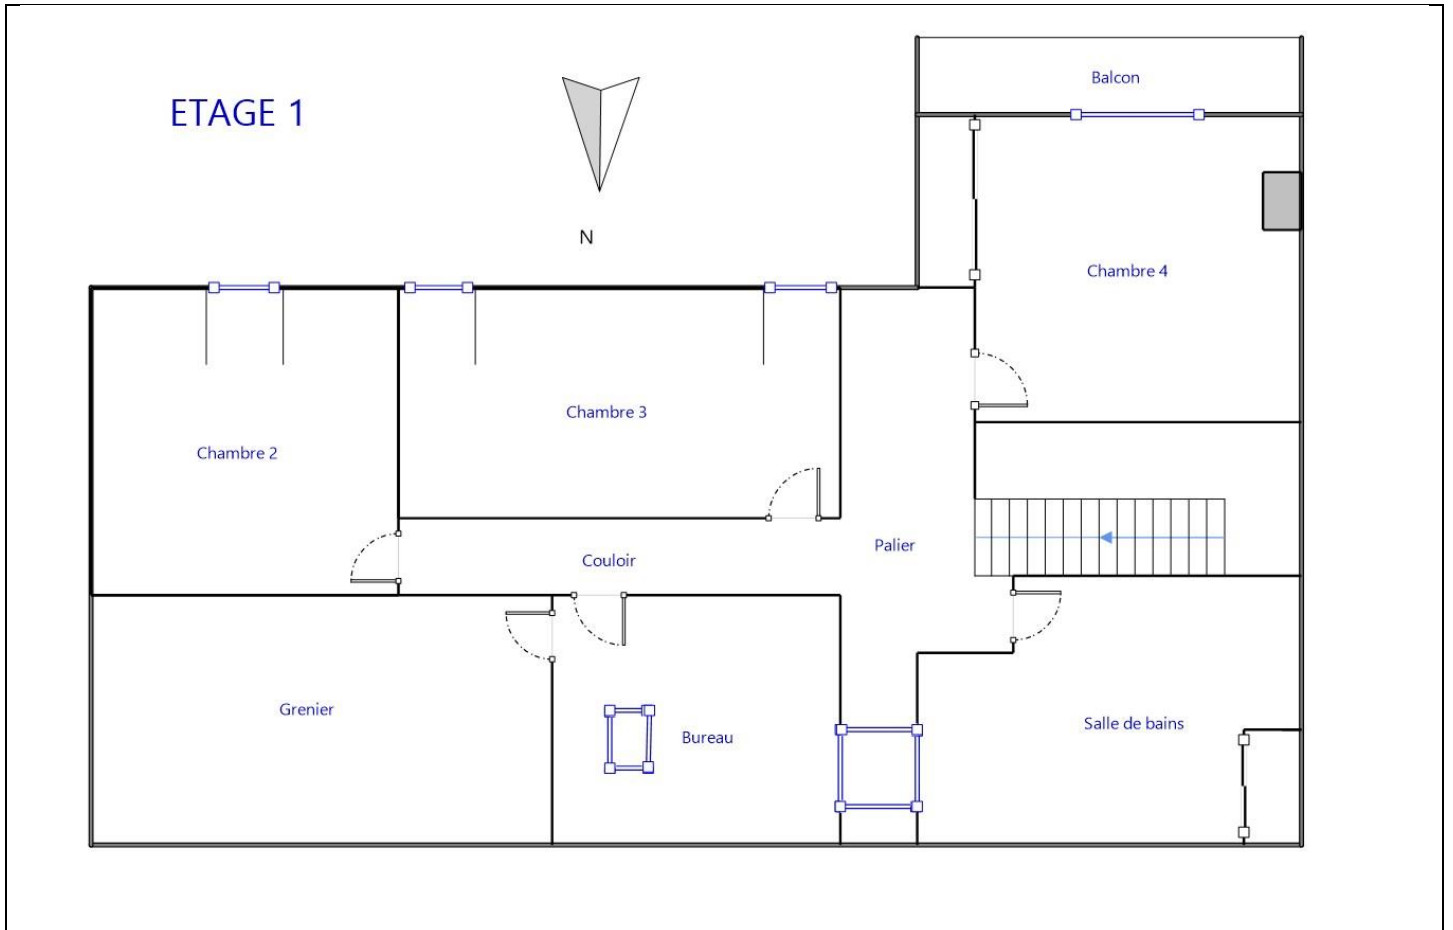 Balcon
ETAGE 1
N
Chambre 4
Chambre 3
Chambre 2
Palier
Couloir
Grenier
Salle de bains
Bureau